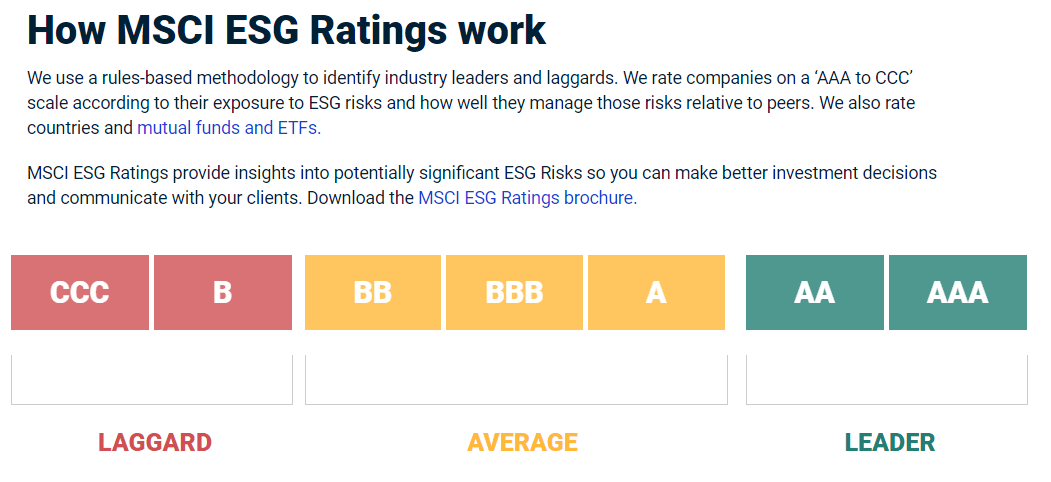 How MSCI ESG Ratings work
We use a rules-based methodology to identify industry leaders and laggards. We rate companies on a ‘AAA to CCC’
scale according to their exposure to ESG risks and how well they manage those risks relative to peers. We also rate
countries and mutual funds and ETFs.
MSCI ESG Ratings provide insights into potentially significant ESG Risks so you can make better investment decisions
and communicate with your clients. Download the MSCI ESG Ratings brochure.
CCC B BB BBB A AA AAA
LAGGARD AVERAGE LEADER